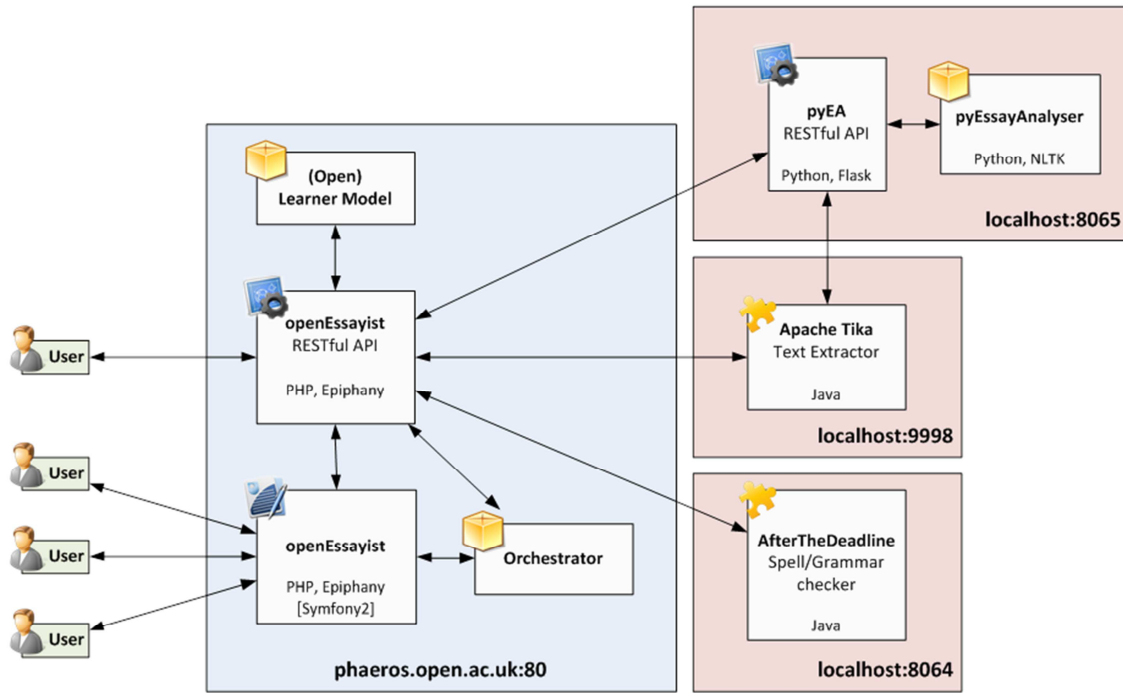 pyEA
RESTful API
Python, Flask
pyEssayAnalyser
Python, NLTK
localhost:8065
(Open)
Learner Model
openEssayist
RESTful API
PHP, Epiphany
User
Apache Tika
Text Extractor
Java
localhost:9998
User
User
User
openEssayist
PHP, Epiphany
[Symfony2]
Orchestrator
phaeros.open.ac.uk:80
AfterTheDeadline
Spell/Grammar
checker
Java
localhost:8064